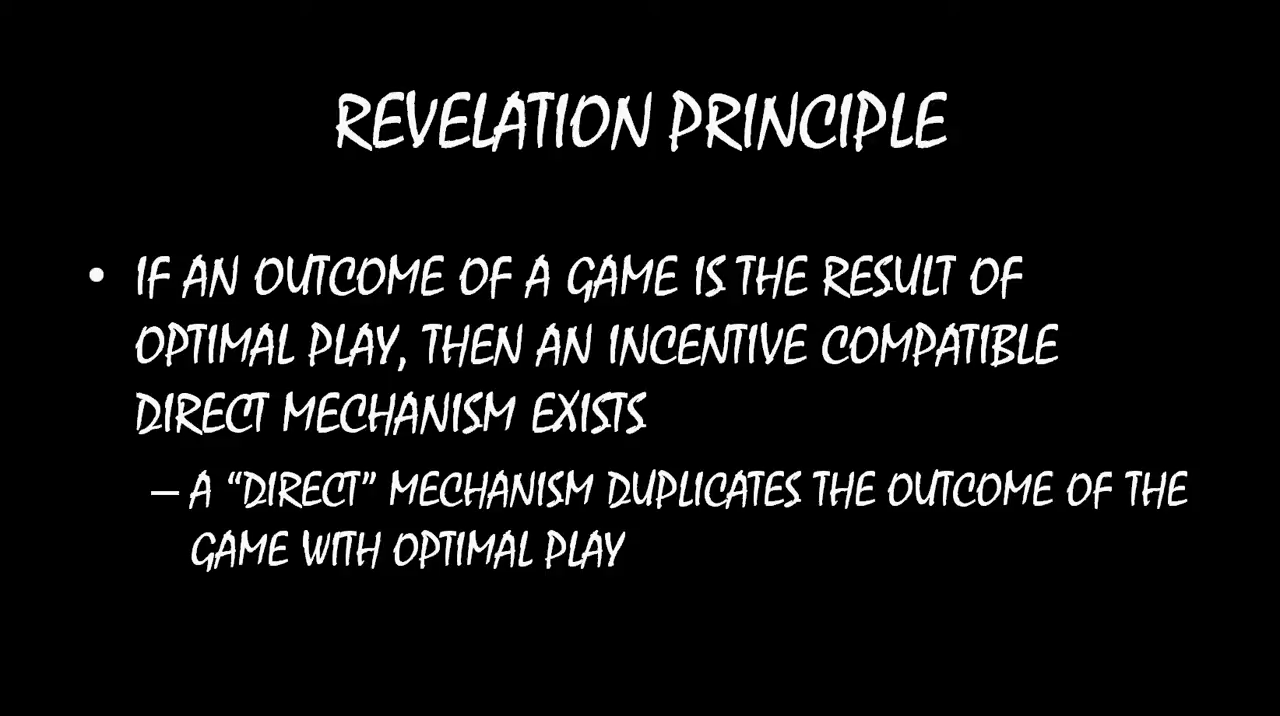 REVELATION PRINCIPLE
• IF AN OUTCOME OF A GAME IS THE RESULT OF
OPTIMAL PLAY, THEN AN INCENTIVE COMPATIBLE
DIRECT MECHANISM EXISTS
– A “DIRECT” MECHANISM DUPLICATES THE OUTCOME OF THE
GAME WITH OPTIMAL PLAY